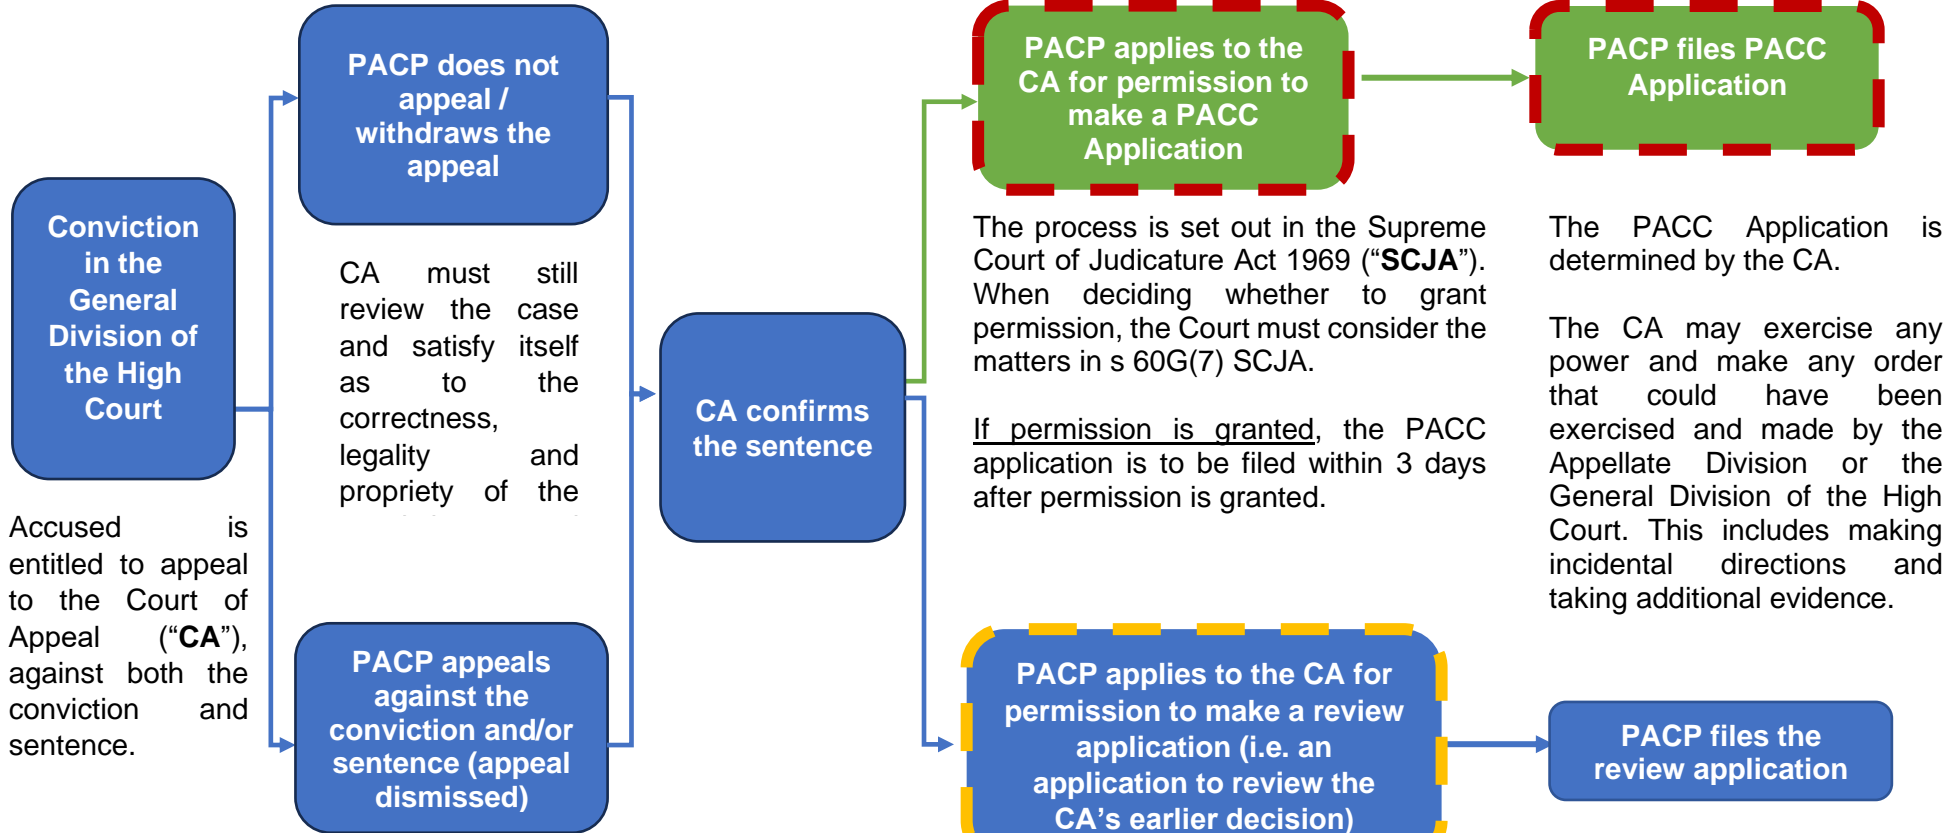 Conviction
in the
General
Division of
the High
Court
Accused is
entitled to appeal
to the Court of
Appeal (“CA”),
against both the
conviction and
sentence.
PACP does not
appeal /
withdraws the
appeal
CA must still
review the case
and satisfy itself
as to the
correctness,
legality and
propriety of the
PACP appeals
against the
conviction and/or
sentence (appeal
dismissed)
CA confirms
the sentence
PACP applies to the
CA for permission to
make a PACC
Application
The process is set out in the Supreme
Court of Judicature Act 1969 (“SCJA”).
When deciding whether to grant
permission, the Court must consider the
matters in s 60G(7) SCJA.
If permission is granted, the PACC
application is to be filed within 3 days
after permission is granted.
PACP files PACC
Application
The PACC Application is
determined by the CA.
The CA may exercise any
power and make any order
that could have been
exercised and made by the
Appellate Division or the
General Division of the High
Court. This includes making
incidental directions and
taking additional evidence.
PACP applies to the CA for
permission to make a review
application (i.e. an
application to review the
CA’s earlier decision)
PACP files the
review application